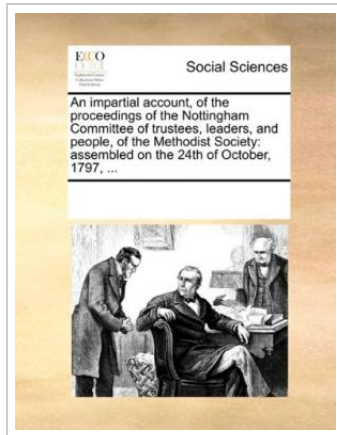 ECCO
Social Sciences
An impartial account, of the
proceedings of the Nottingham
Committee of trustees, leaders, and
people, of the Methodist Society:
assembled on the 24th of October,
1797, ...